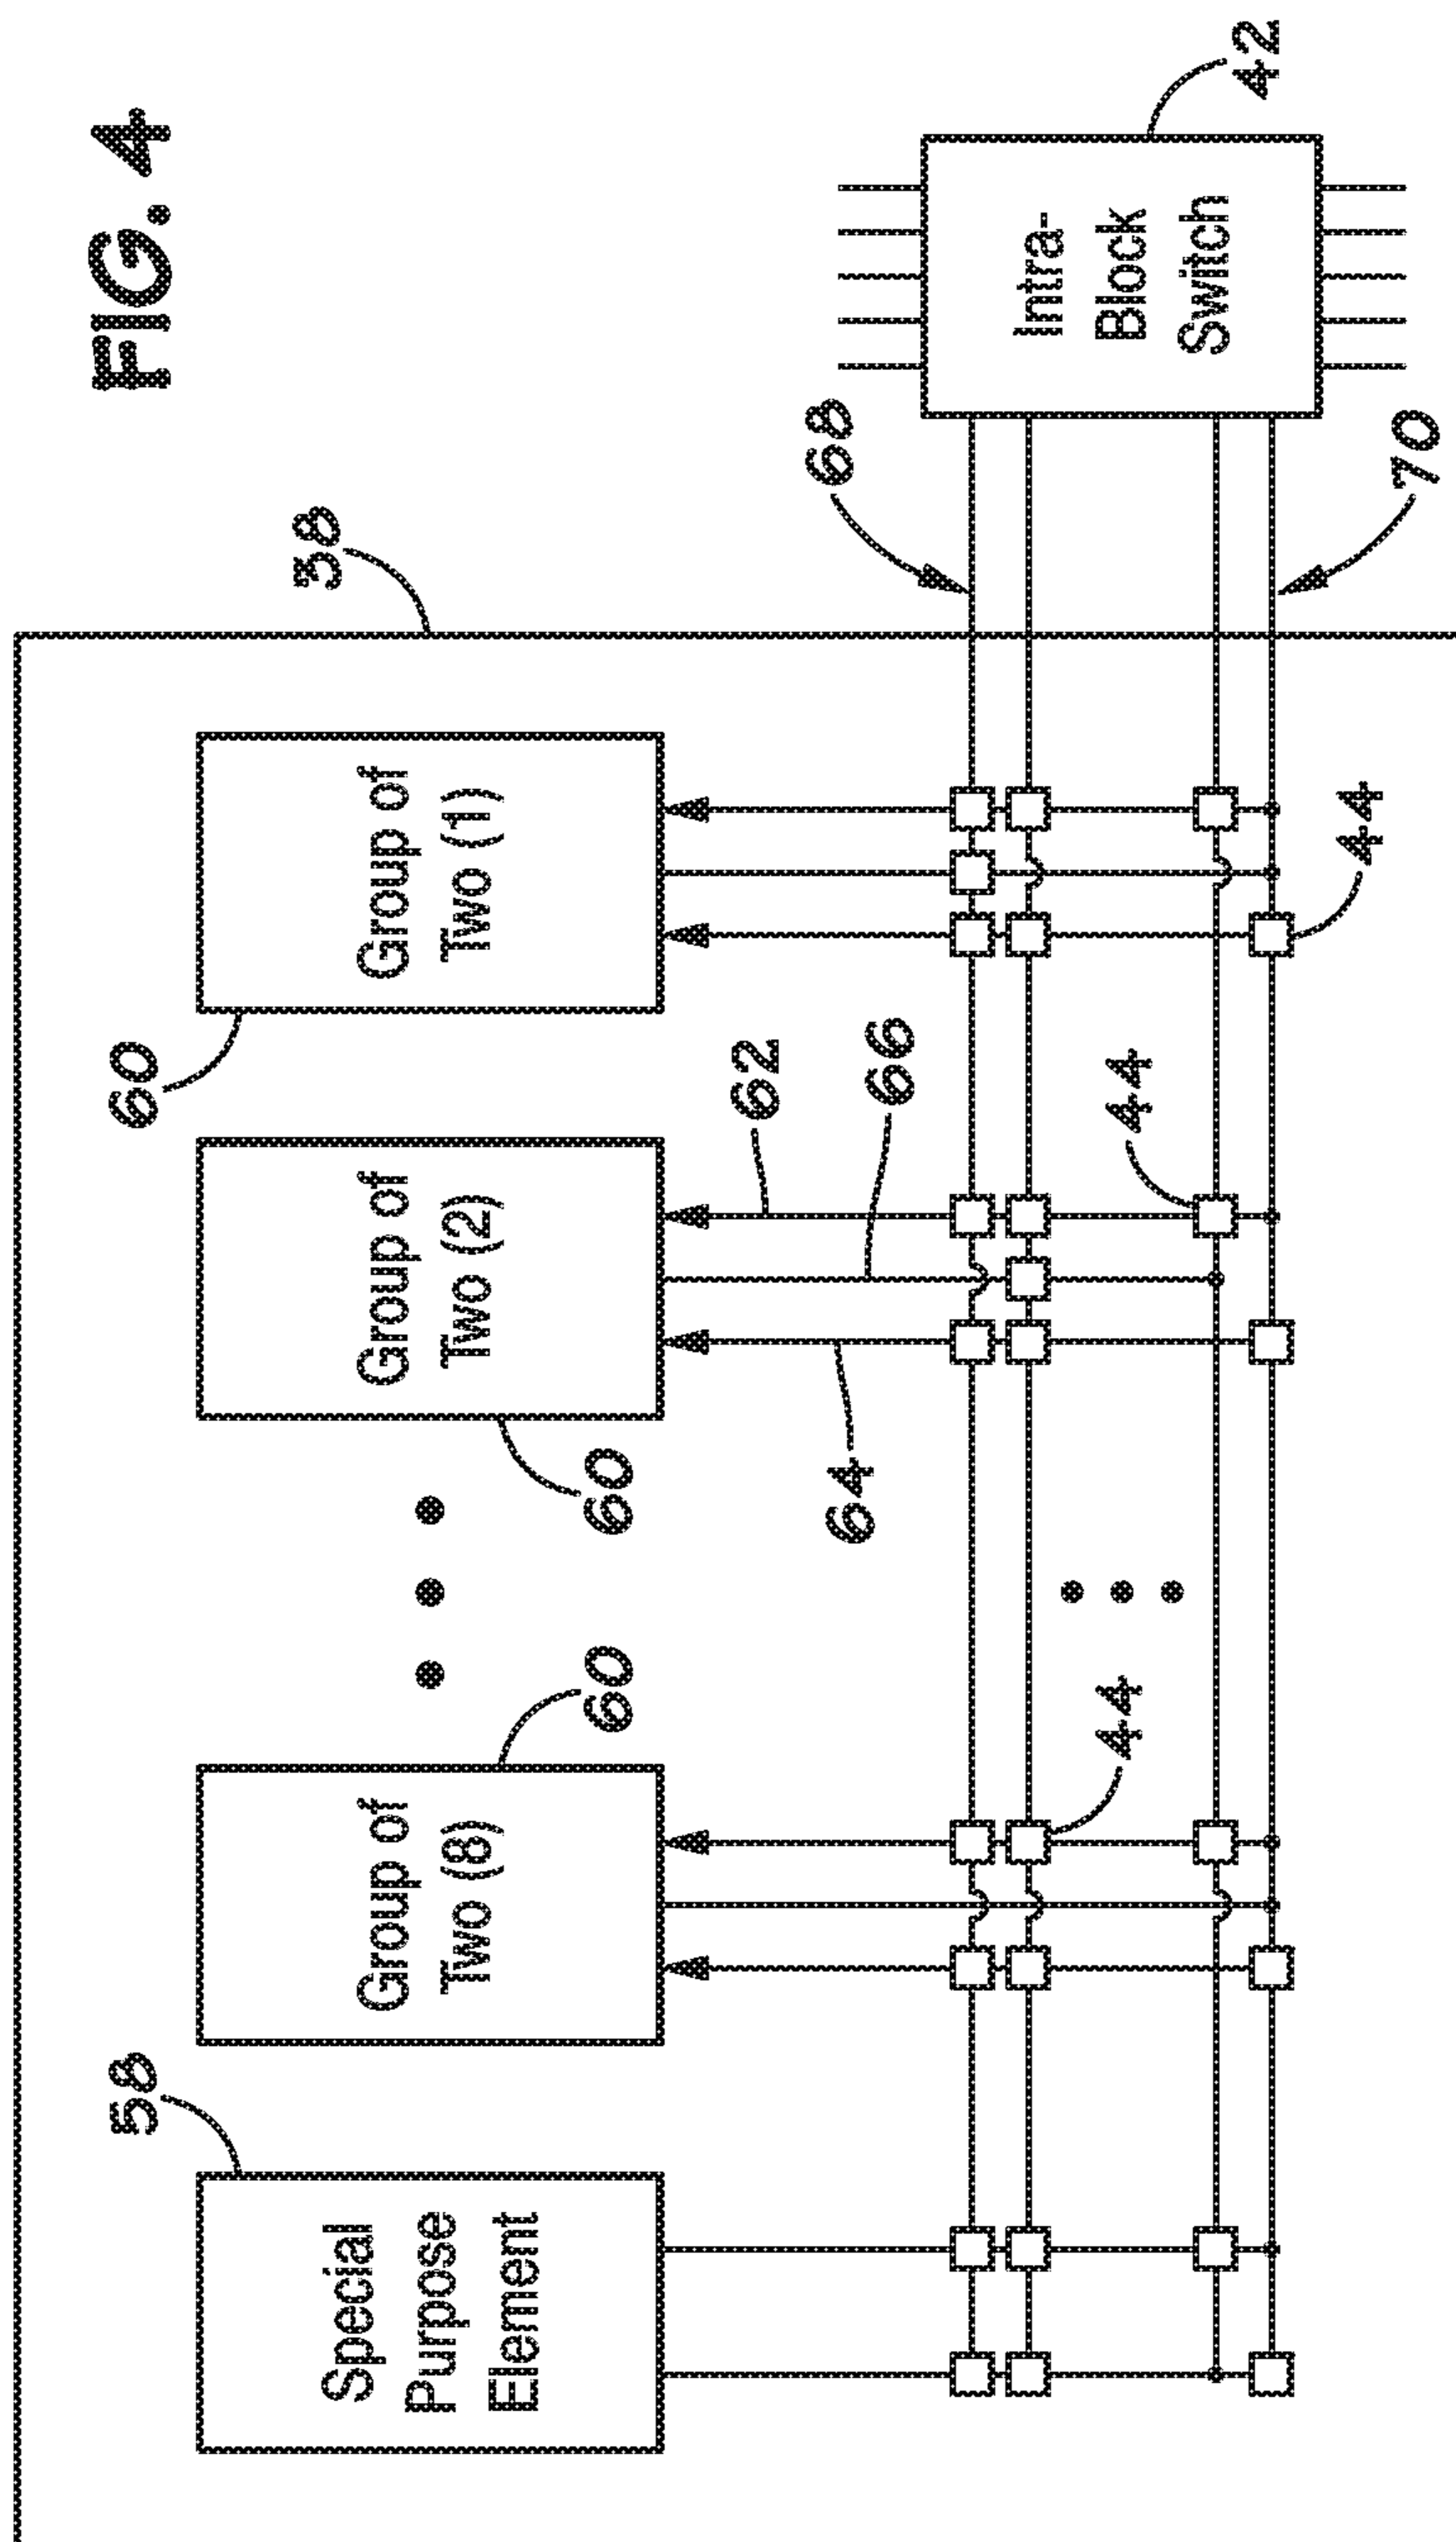 FIG. 4
58
60
38
Special
Purpose
Element
Group of
Two (8)
Group of
Two (2)
Group of
Two (1)
60
60
62
64
66
68
44
44
Intra-
Block
Switch
42
44
70